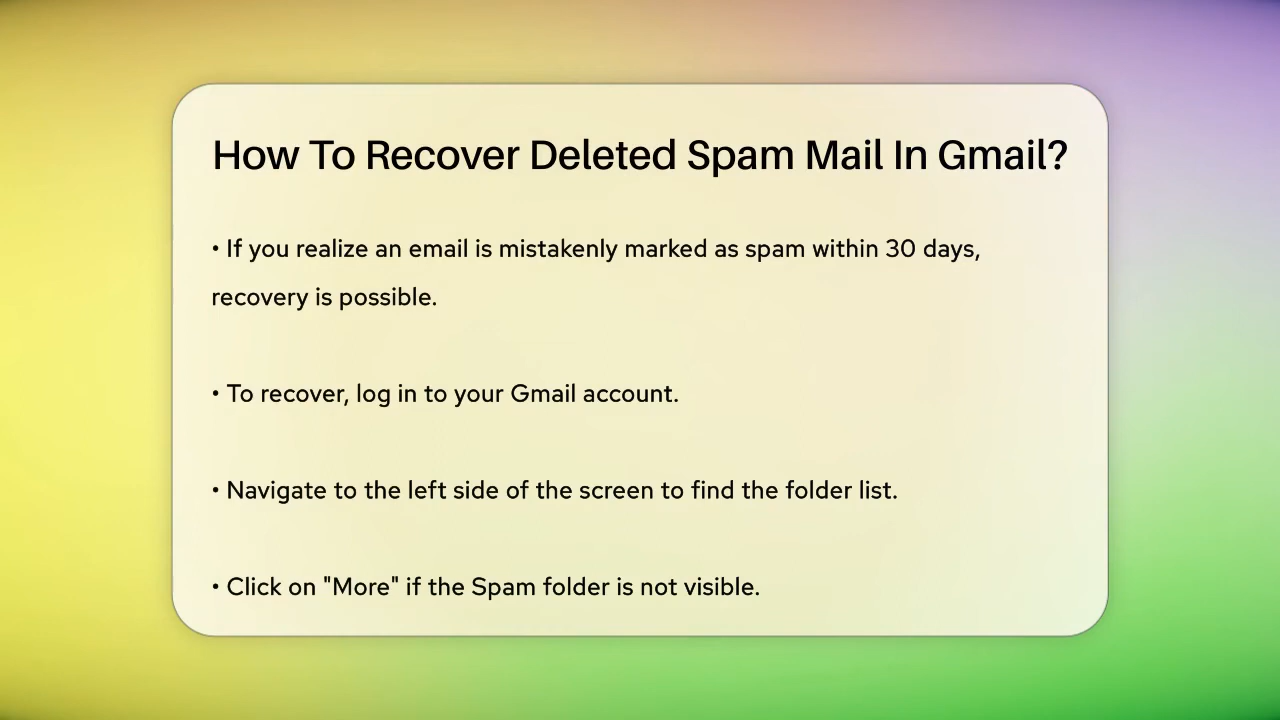 How To Recover Deleted Spam Mail In Gmail?
• If you realize an email is mistakenly marked as spam within 30 days,
recovery is possible.
• To recover, log in to your Gmail account.
• Navigate to the left side of the screen to find the folder list.
• Click on "More" if the Spam folder is not visible.